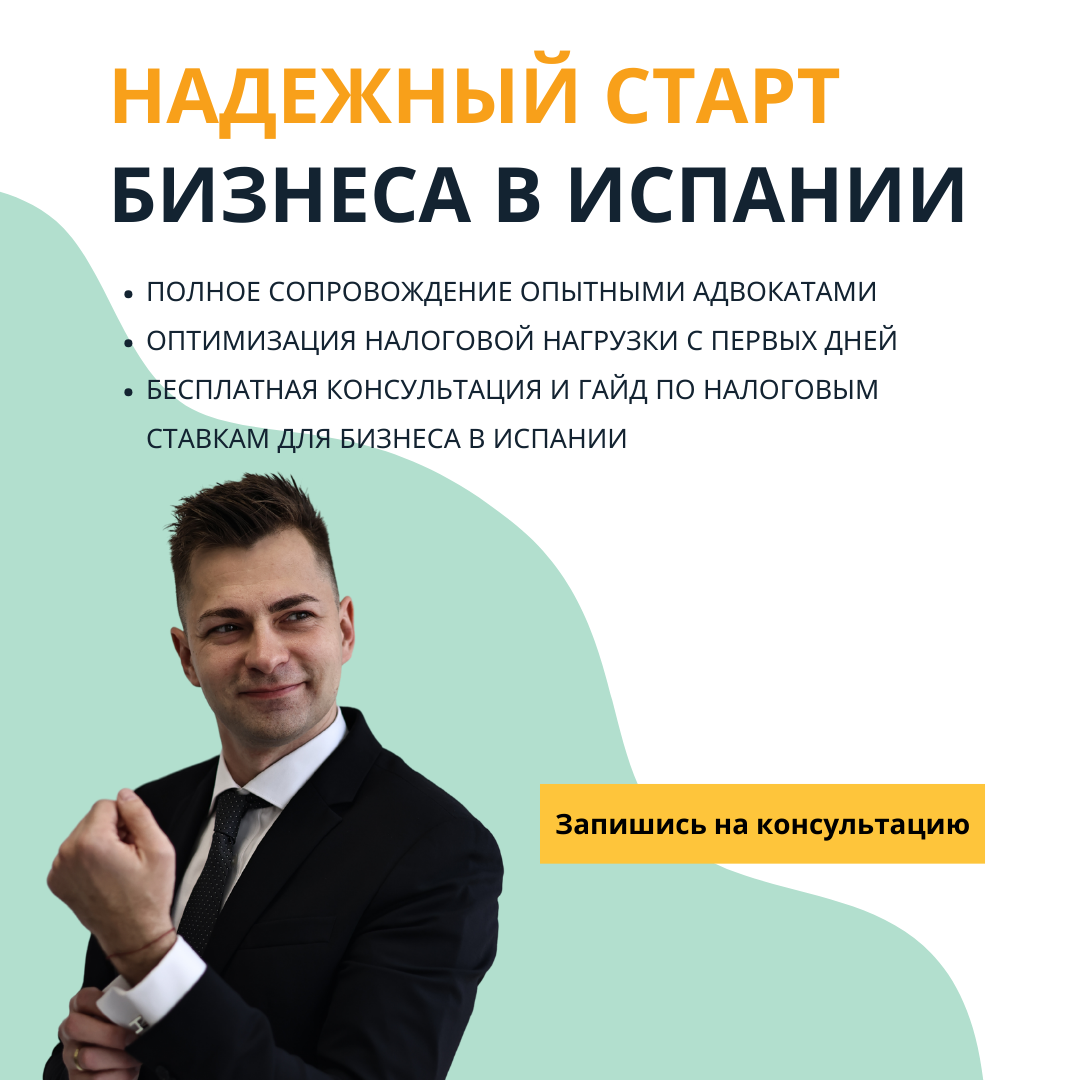 НАДЕЖНЫЙ СТАРТ
БИЗНЕСА В ИСПАНИИ
• ПОЛНОЕ СОПРОВОЖДЕНИЕ ОПЫТНЫМИ АДВОКАТАМИ
• ОПТИМИЗАЦИЯ НАЛОГОВОЙ НАГРУЗКИ С ПЕРВЫХ ДНЕЙ
• БЕСПЛАТНАЯ КОНСУЛЬТАЦИЯ И ГАЙД ПО НАЛОГОВЫМ
СТАВКАМ ДЛЯ БИЗНЕСА В ИСПАНИИ
Запишись на консультацию